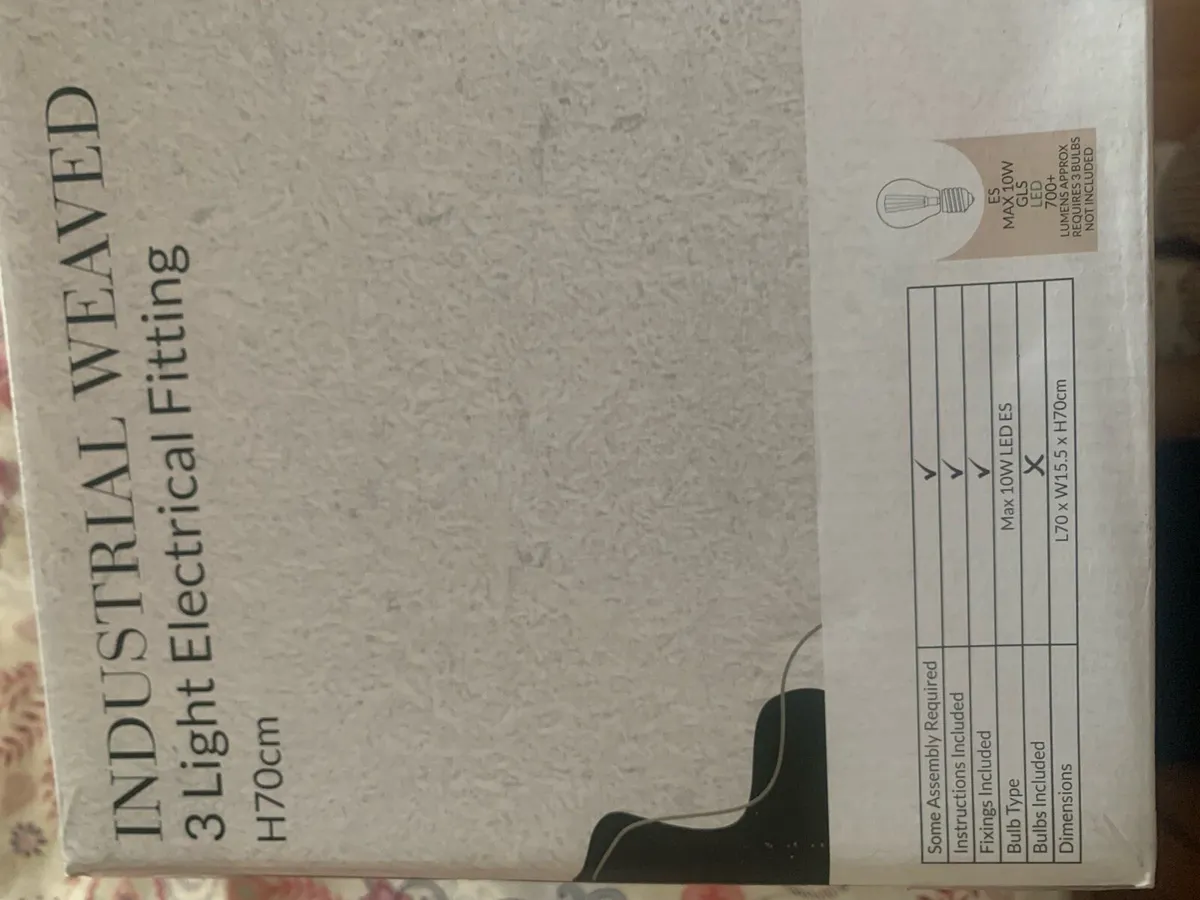 INDUSTRIAL WEAVED
3 Light Electrical Fitting
H70cm
Some Assembly Required ✓
Instructions Included ✓
Fixings Included ✓
Bulb Type Max 10W LED ES
Bulbs Included X
Dimensions L70 x W15.5 x H70cm
ES
MAX 10W
GLS
LED
700+
LUMENS APPROX
REQUIRES 3 BULBS
NOT INCLUDED